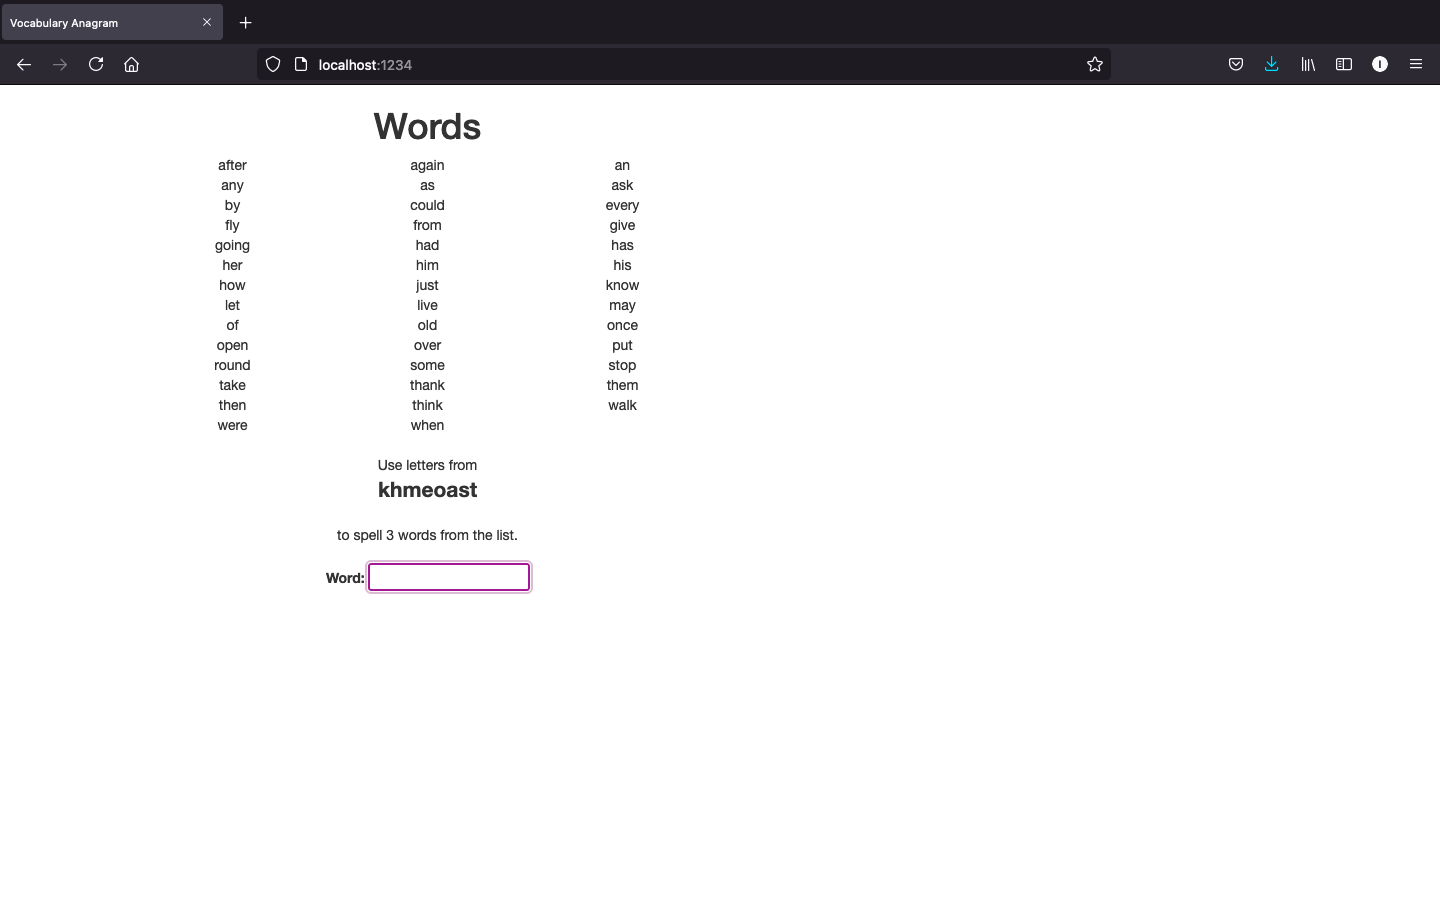 Vocabulary Anagram
localhost:1234
Words
after again an
any as ask
by could every
fly from give
going had has
her him his
how just know
let live may
of old once
open over put
round some stop
take thank them
then think walk
were when
Use letters from
khmeoast
to spell 3 words from the list.
Word: